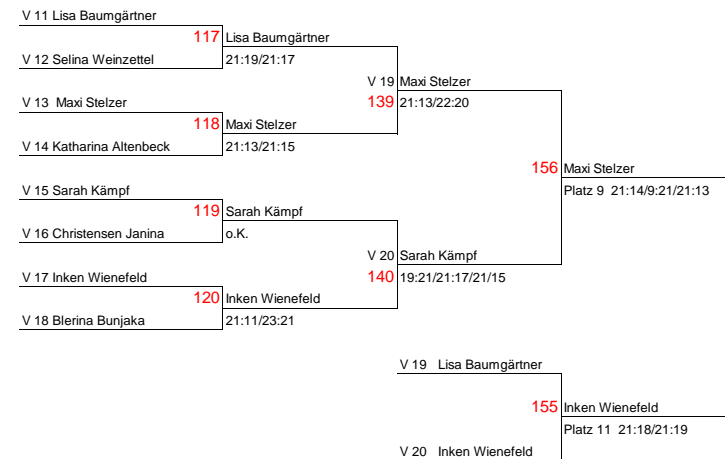 V 11 Lisa Baumgärtner
117 Lisa Baumgärtner
V 12 Selina Weinzettel
21:19/21:17
V 19 Maxi Stelzer
V 13 Maxi Stelzer
139 21:13/22:20
118 Maxi Stelzer
V 14 Katharina Altenbeck
21:13/21:15
156 Maxi Stelzer
V 15 Sarah Kämpf
Platz 9 21:14/9:21/21:13
119 Sarah Kämpf
V 16 Christensen Janina
o.K.
V 20 Sarah Kämpf
V 17 Inken Wienefeld
140 19:21/21:17/21/15
120 Inken Wienefeld
V 18 Blerina Bunjaka
21:11/23:21
V 19 Lisa Baumgärtner
155 Inken Wienefeld
Platz 11 21:18/21:19
V 20 Inken Wienefeld